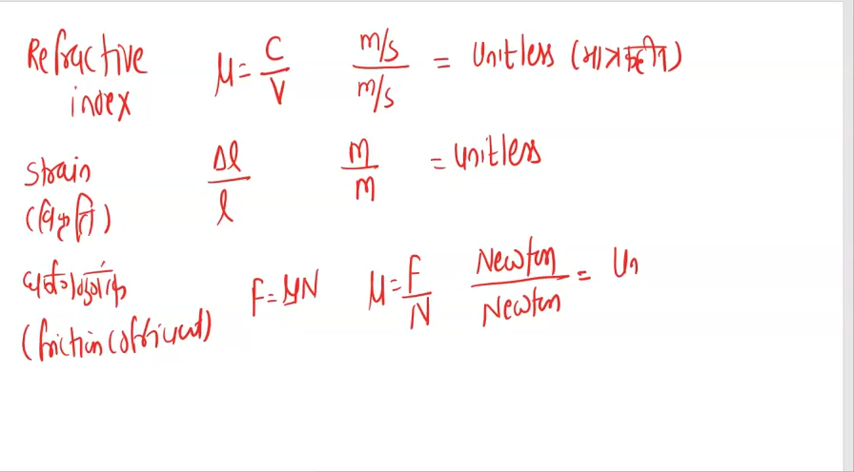 Refractive index μ = C/V m/s / m/s = Unitless
Strain Δl/l m/m = Unitless
(বিকৃতি)
F = μN μ = F/N Newton/Newton = Un
(friction coefficient)